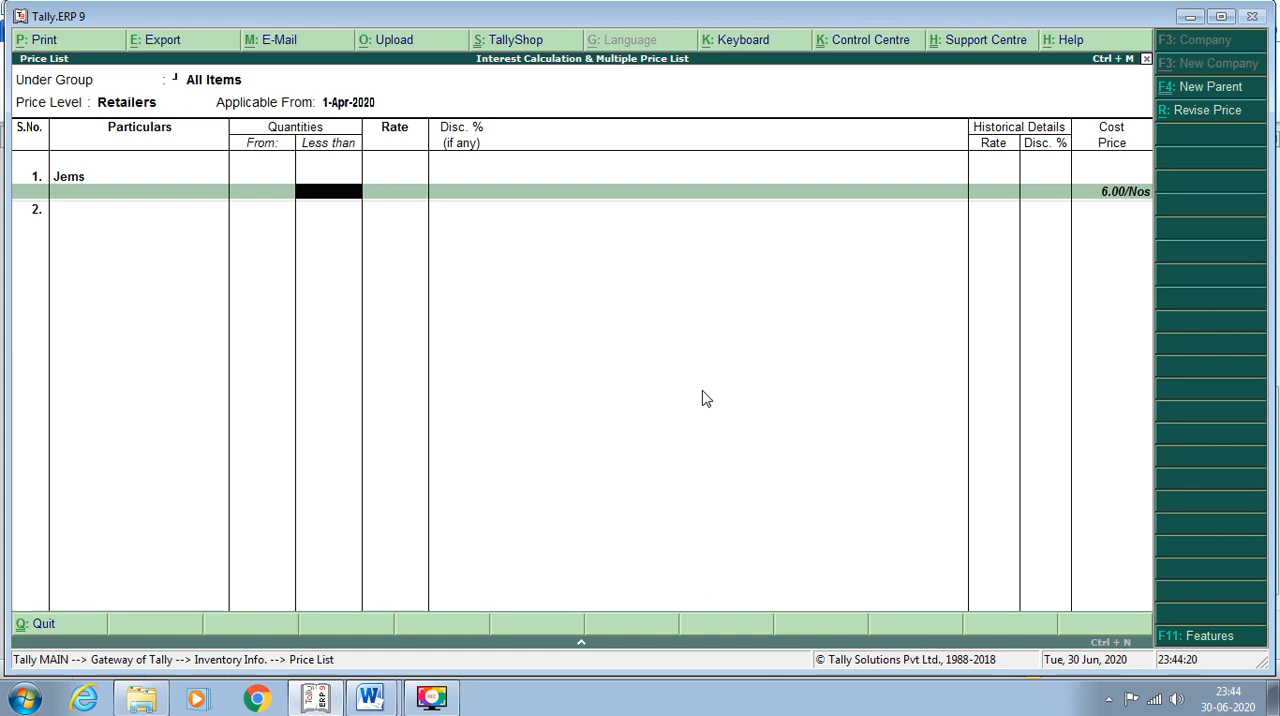 Tally.ERP 9
P: Print E: Export M: E-Mail O: Upload S: TallyShop G: Language K: Keyboard K: Control Centre H: Support Centre H: Help
F3: Company
F3: New Company
F4: New Parent
R: Revise Price
Price List Interest Calculation & Multiple Price List Ctrl + M
Under Group : All Items
Price Level : Retailers Applicable From: 1-Apr-2020
S.No. Particulars Quantities Rate Disc. % Historical Details Cost
From: Less than (if any) Rate Disc. % Price
1. Jems
6.00/Nos
2.
Q: Quit
F11: Features
Ctrl + N
Tally MAIN --> Gateway of Tally --> Inventory Info. --> Price List © Tally Solutions Pvt Ltd., 1988-2018 Tue, 30 Jun, 2020 23:44:20
Tally ERP 9
23:44
30-06-2020